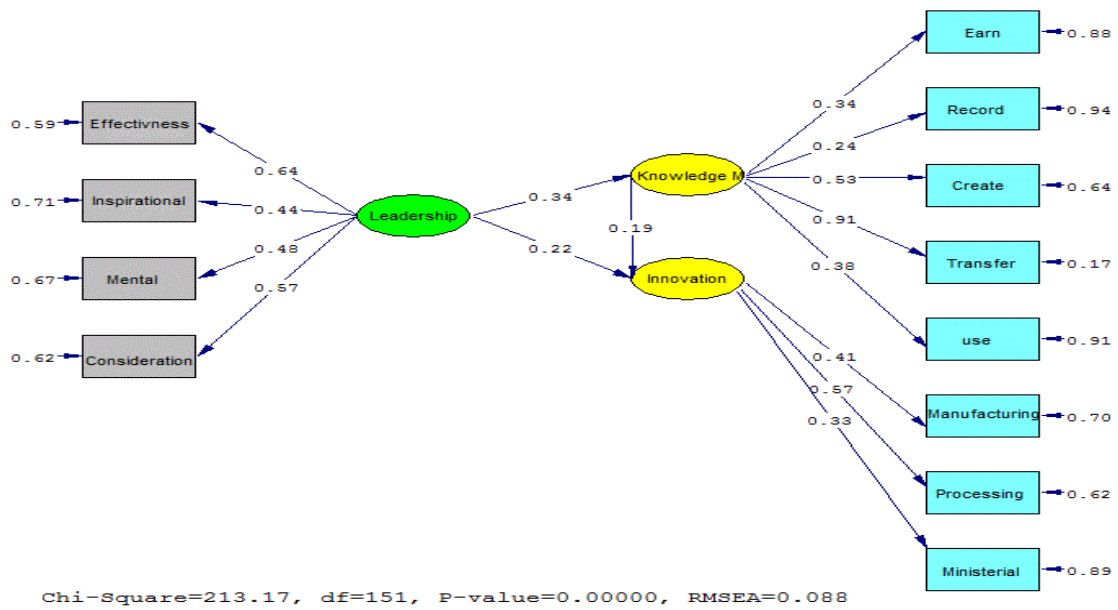 Earn
0.88
0.34
Record
0.94
0.24
0.59
Effectivness
0.64
Knowledge M
0.53
Create
0.64
0.71
Inspirational
0.44
Leadership
0.34
0.91
0.19
0.48
0.22
Transfer
0.17
0.67
Mental
Innovation
0.38
0.57
use
0.91
0.62
Consideration
0.41
0.57
0.33
Manufacturing
0.70
Processing
0.62
Ministerial
0.89
Chi-Square=213.17, df=151, P-value=0.00000, RMSEA=0.088